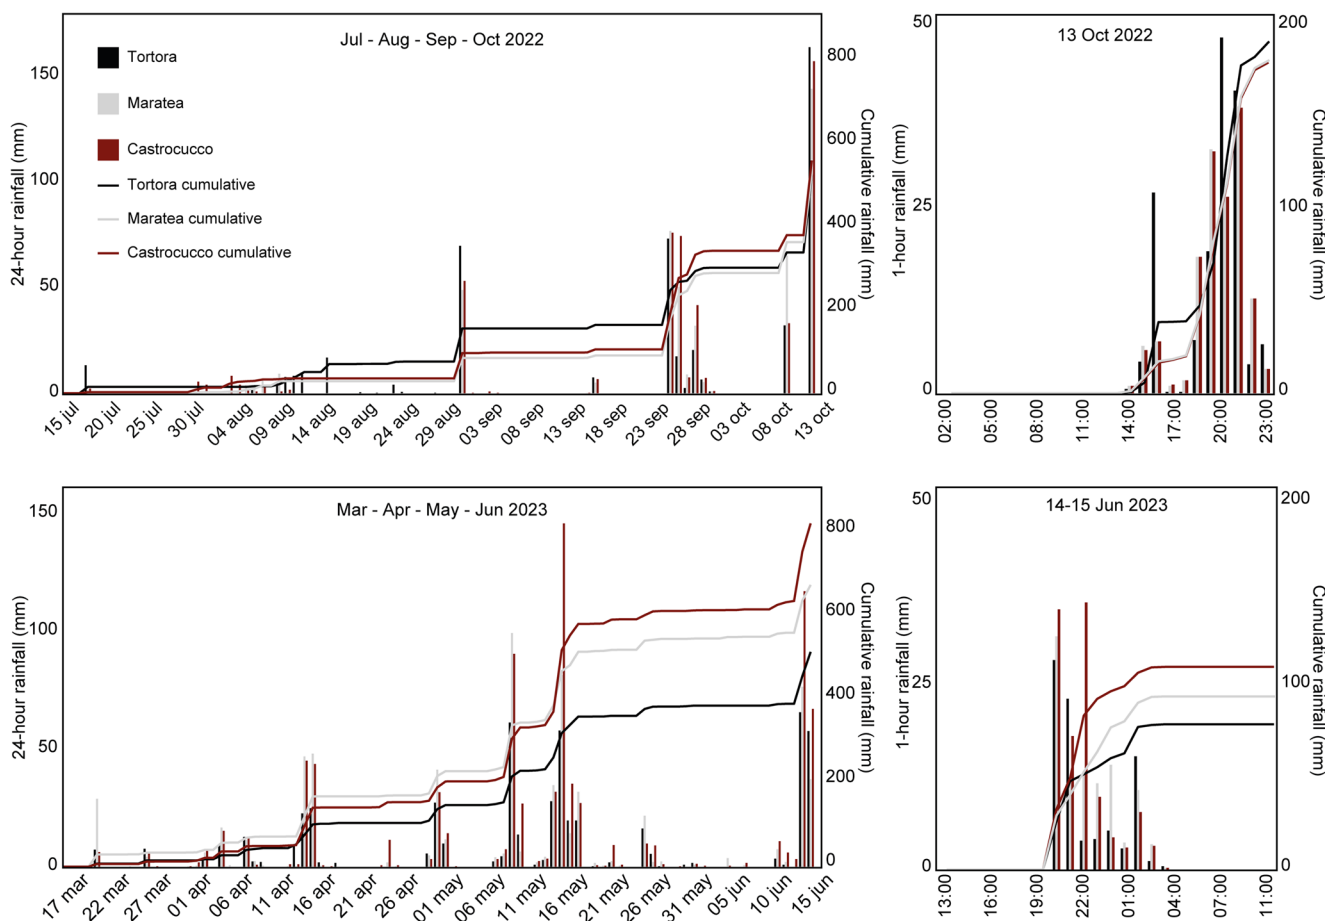 Jul - Aug - Sep - Oct 2022
Tortora
Maratea
Castrocucco
Tortora cumulative
Maratea cumulative
Castrocucco cumulative
24-hour rainfall (mm)
150
100
50
0
Cumulative rainfall (mm)
800
600
400
200
0
15 jul
20 jul
25 jul
30 jul
04 aug
09 aug
14 aug
19 aug
24 aug
29 aug
03 sep
08 sep
13 sep
18 sep
23 sep
28 sep
03 oct
08 oct
13 oct
13 Oct 2022
1-hour rainfall (mm)
50
25
0
Cumulative rainfall (mm)
200
100
0
02:00
05:00
08:00
11:00
14:00
17:00
20:00
23:00
Mar - Apr - May - Jun 2023
24-hour rainfall (mm)
150
100
50
0
Cumulative rainfall (mm)
800
600
400
200
0
17 mar
22 mar
27 mar
01 apr
06 apr
11 apr
16 apr
21 apr
26 apr
01 may
06 may
11 may
16 may
21 may
26 may
31 may
05 jun
10 jun
15 jun
14-15 Jun 2023
1-hour rainfall (mm)
50
25
0
Cumulative rainfall (mm)
200
100
0
13:00
16:00
19:00
22:00
01:00
04:00
07:00
11:00